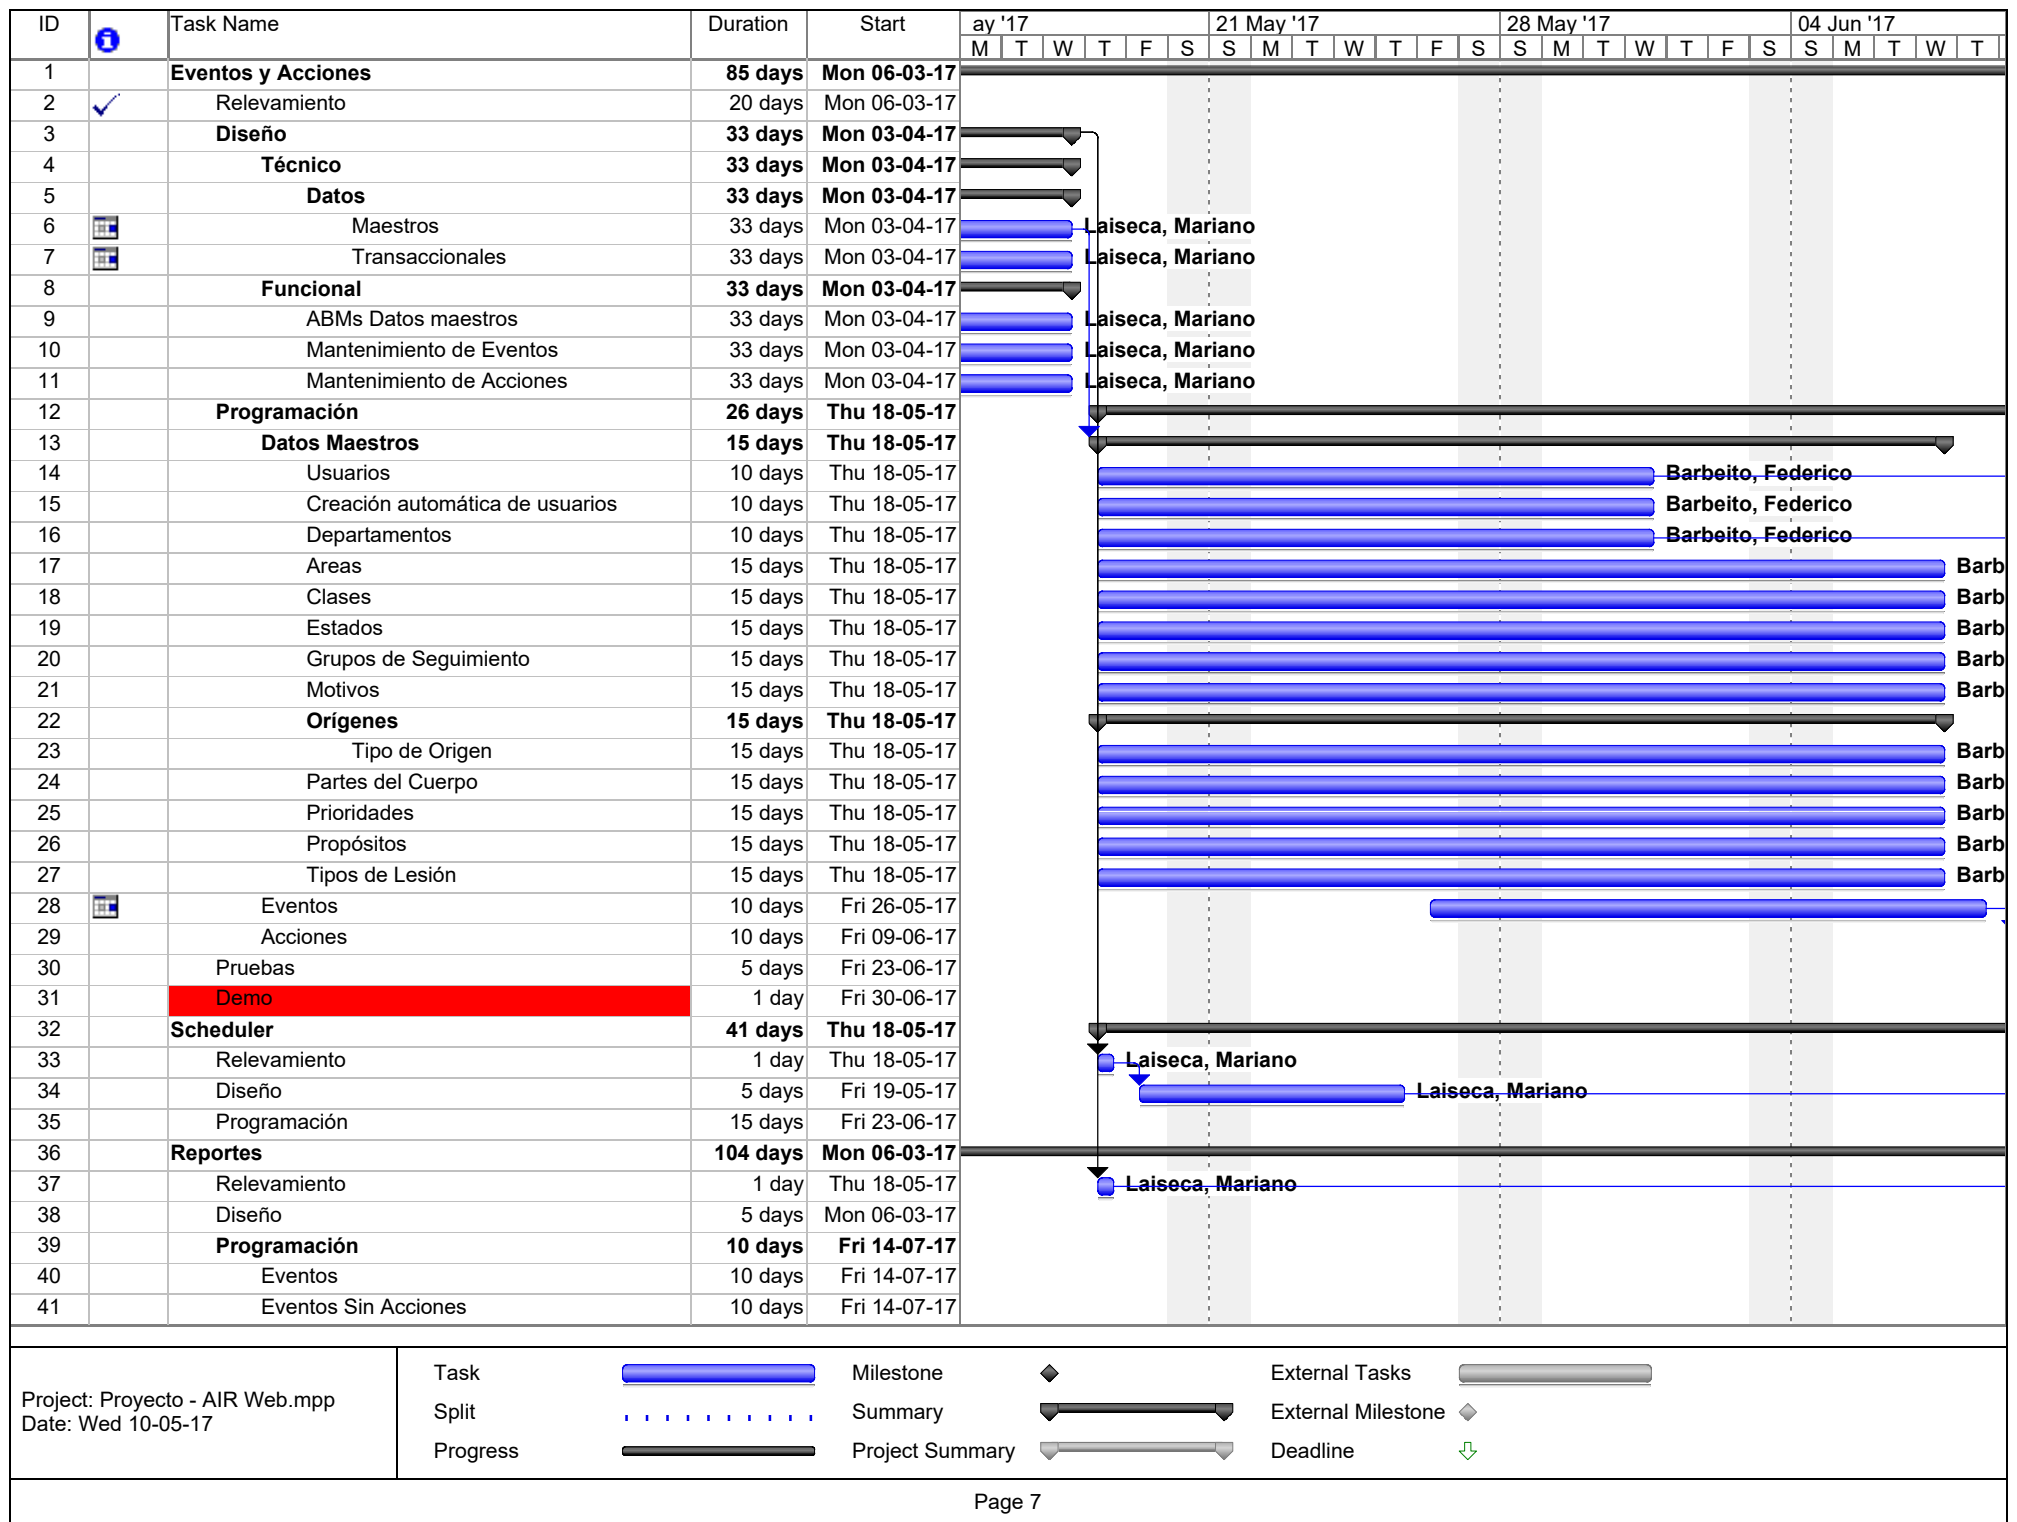 ID Task Name Duration Start ay '17 21 May '17 28 May '17 04 Jun '17
M T W T F S S M T W T F S S M T W T F S S M T W T
1 Eventos y Acciones 85 days Mon 06-03-17
2 Relevamiento 20 days Mon 06-03-17
3 Diseño 33 days Mon 03-04-17
4 Técnico 33 days Mon 03-04-17
5 Datos 33 days Mon 03-04-17
6 Maestros 33 days Mon 03-04-17 Laiseca, Mariano
7 Transaccionales 33 days Mon 03-04-17 Laiseca, Mariano
8 Funcional 33 days Mon 03-04-17
9 ABMs Datos maestros 33 days Mon 03-04-17 Laiseca, Mariano
10 Mantenimiento de Eventos 33 days Mon 03-04-17 Laiseca, Mariano
11 Mantenimiento de Acciones 33 days Mon 03-04-17 Laiseca, Mariano
12 Programación 26 days Thu 18-05-17
13 Datos Maestros 15 days Thu 18-05-17
14 Usuarios 10 days Thu 18-05-17 Barbeito, Federico
15 Creación automática de usuarios 10 days Thu 18-05-17 Barbeito, Federico
16 Departamentos 10 days Thu 18-05-17 Barbeito, Federico
17 Areas 15 days Thu 18-05-17 Barb
18 Clases 15 days Thu 18-05-17 Barb
19 Estados 15 days Thu 18-05-17 Barb
20 Grupos de Seguimiento 15 days Thu 18-05-17 Barb
21 Motivos 15 days Thu 18-05-17 Barb
22 Orígenes 15 days Thu 18-05-17
23 Tipo de Origen 15 days Thu 18-05-17 Barb
24 Partes del Cuerpo 15 days Thu 18-05-17 Barb
25 Prioridades 15 days Thu 18-05-17 Barb
26 Propósitos 15 days Thu 18-05-17 Barb
27 Tipos de Lesión 15 days Thu 18-05-17 Barb
28 Eventos 10 days Fri 26-05-17
29 Acciones 10 days Fri 09-06-17
30 Pruebas 5 days Fri 23-06-17
31 Demo 1 day Fri 30-06-17
32 Scheduler 41 days Thu 18-05-17
33 Relevamiento 1 day Thu 18-05-17 Laiseca, Mariano
34 Diseño 5 days Fri 19-05-17 Laiseca, Mariano
35 Programación 15 days Fri 23-06-17
36 Reportes 104 days Mon 06-03-17
37 Relevamiento 1 day Thu 18-05-17 Laiseca, Mariano
38 Diseño 5 days Mon 06-03-17
39 Programación 10 days Fri 14-07-17
40 Eventos 10 days Fri 14-07-17
41 Eventos Sin Acciones 10 days Fri 14-07-17
Project: Proyecto - AIR Web.mpp
Date: Wed 10-05-17
Task Milestone External Tasks
Split Summary External Milestone
Progress Project Summary Deadline
Page 7